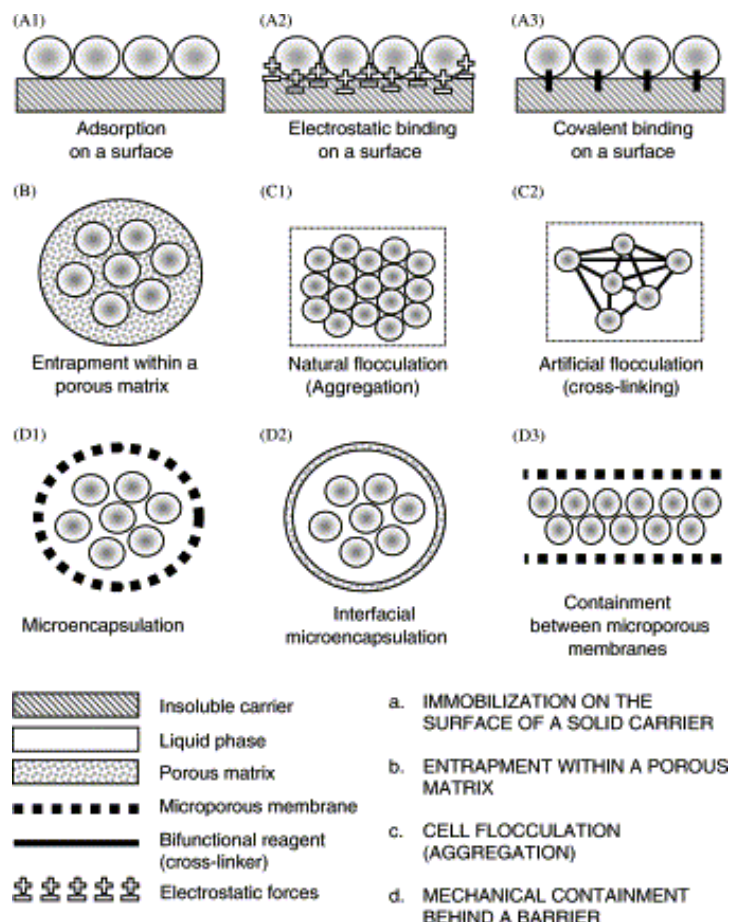 (A1)
(A2)
(A3)
Adsorption
on a surface
Electrostatic binding
on a surface
Covalent binding
on a surface
(B)
(C1)
(C2)
Entrapment within a
porous matrix
Natural flocculation
(Aggregation)
Artificial flocculation
(cross-linking)
(D1)
(D2)
(D3)
Microencapsulation
Interfacial
microencapsulation
Containment
between microporous
membranes
Insoluble carrier
Liquid phase
Porous matrix
Microporous membrane
Bifunctional reagent
(cross-linker)
Electrostatic forces
a. IMMOBILIZATION ON THE
SURFACE OF A SOLID CARRIER
b. ENTRAPMENT WITHIN A POROUS
MATRIX
c. CELL FLOCCULATION
(AGGREGATION)
d. MECHANICAL CONTAINMENT
BEHIND A BARRIER